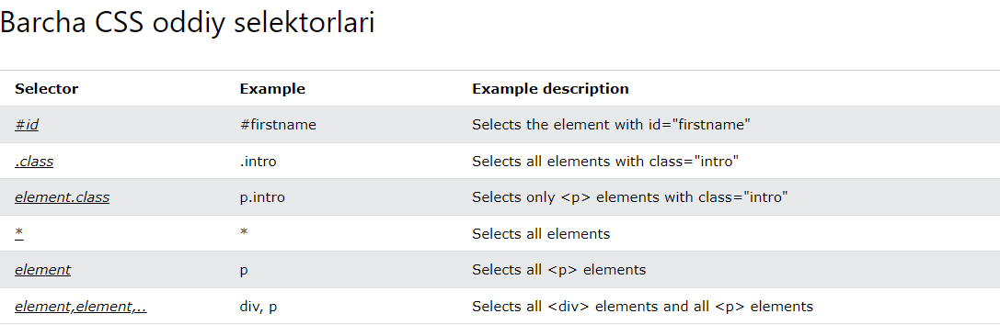 Barcha CSS oddiy selektorlari
Selector Example Example description
#id #firstname Selects the element with id="firstname"
.class .intro Selects all elements with class="intro"
element.class p.intro Selects only <p> elements with class="intro"
* * Selects all elements
element p Selects all <p> elements
element,element,.. div, p Selects all <div> elements and all <p> elements